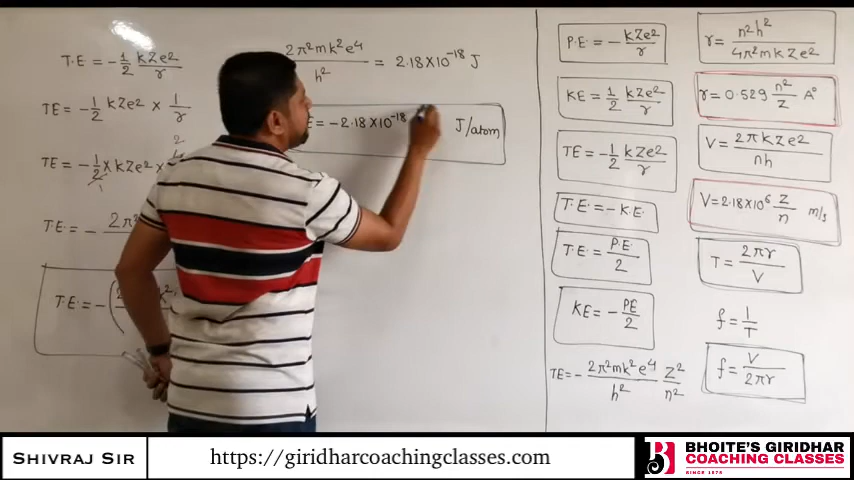 T.E = -1/2 kZe²/r
TE = -1/2 kZe² × 1/r
TE = -1/2 × kZe² ×
T.E. = - 2π²
T.E. = -(
2π²mk²e⁴/h² = 2.18×10⁻¹⁸ J
E = -2.18×10⁻¹⁸ J/atom
P.E = - kZe²/r
KE = 1/2 kZe²/r
TE = -1/2 kZe²/r
T.E. = -K.E.
T.E. = P.E./2
KE = - PE/2
TE = - 2π²mk²e⁴/h² Z²/n²
r = n²h²/4π²mkZe²
r = 0.529 n²/Z A°
V = 2πkZe²/nh
V = 2.18×10⁶ Z/n m/s
T = 2πr/V
f = 1/T
f = V/2πr
SHIVRAJ SIR
https://giridharcoachingclasses.com
BHOITE'S GIRIDHAR
COACHING CLASSES